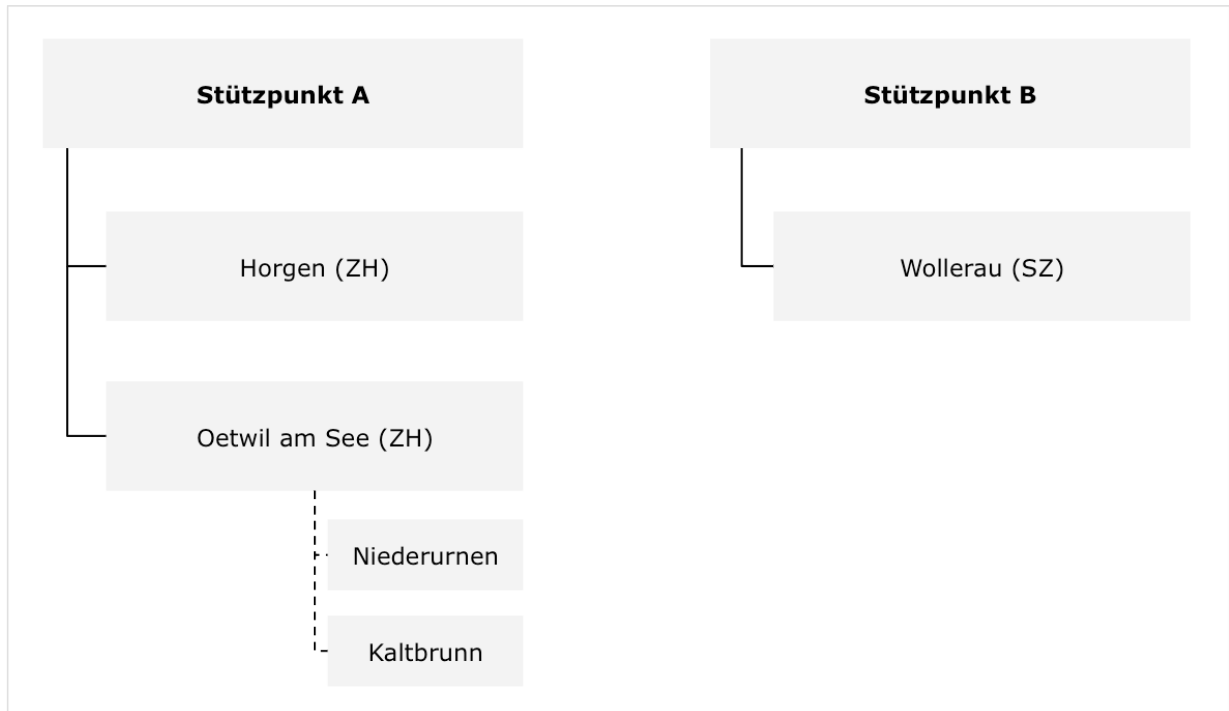 Stützpunkt A
Horgen (ZH)
Oetwil am See (ZH)
Niederurnen
Kaltbrunn
Stützpunkt B
Wollerau (SZ)